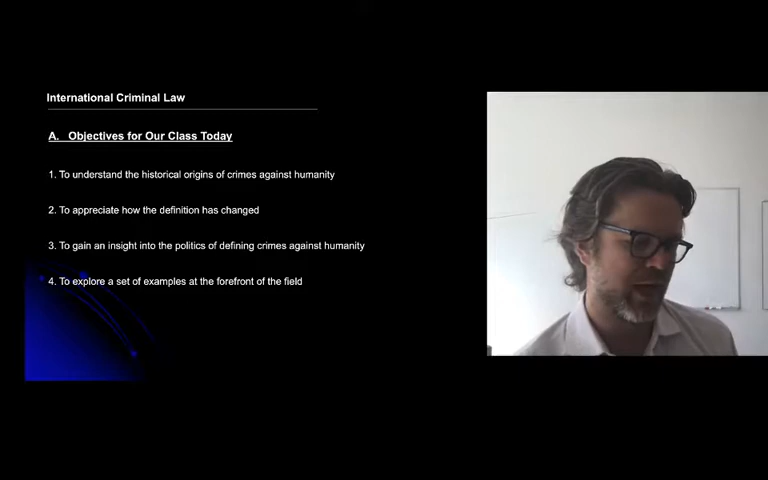 International Criminal Law
A. Objectives for Our Class Today
1. To understand the historical origins of crimes against humanity
2. To appreciate how the definition has changed
3. To gain an insight into the politics of defining crimes against humanity
4. To explore a set of examples at the forefront of the field